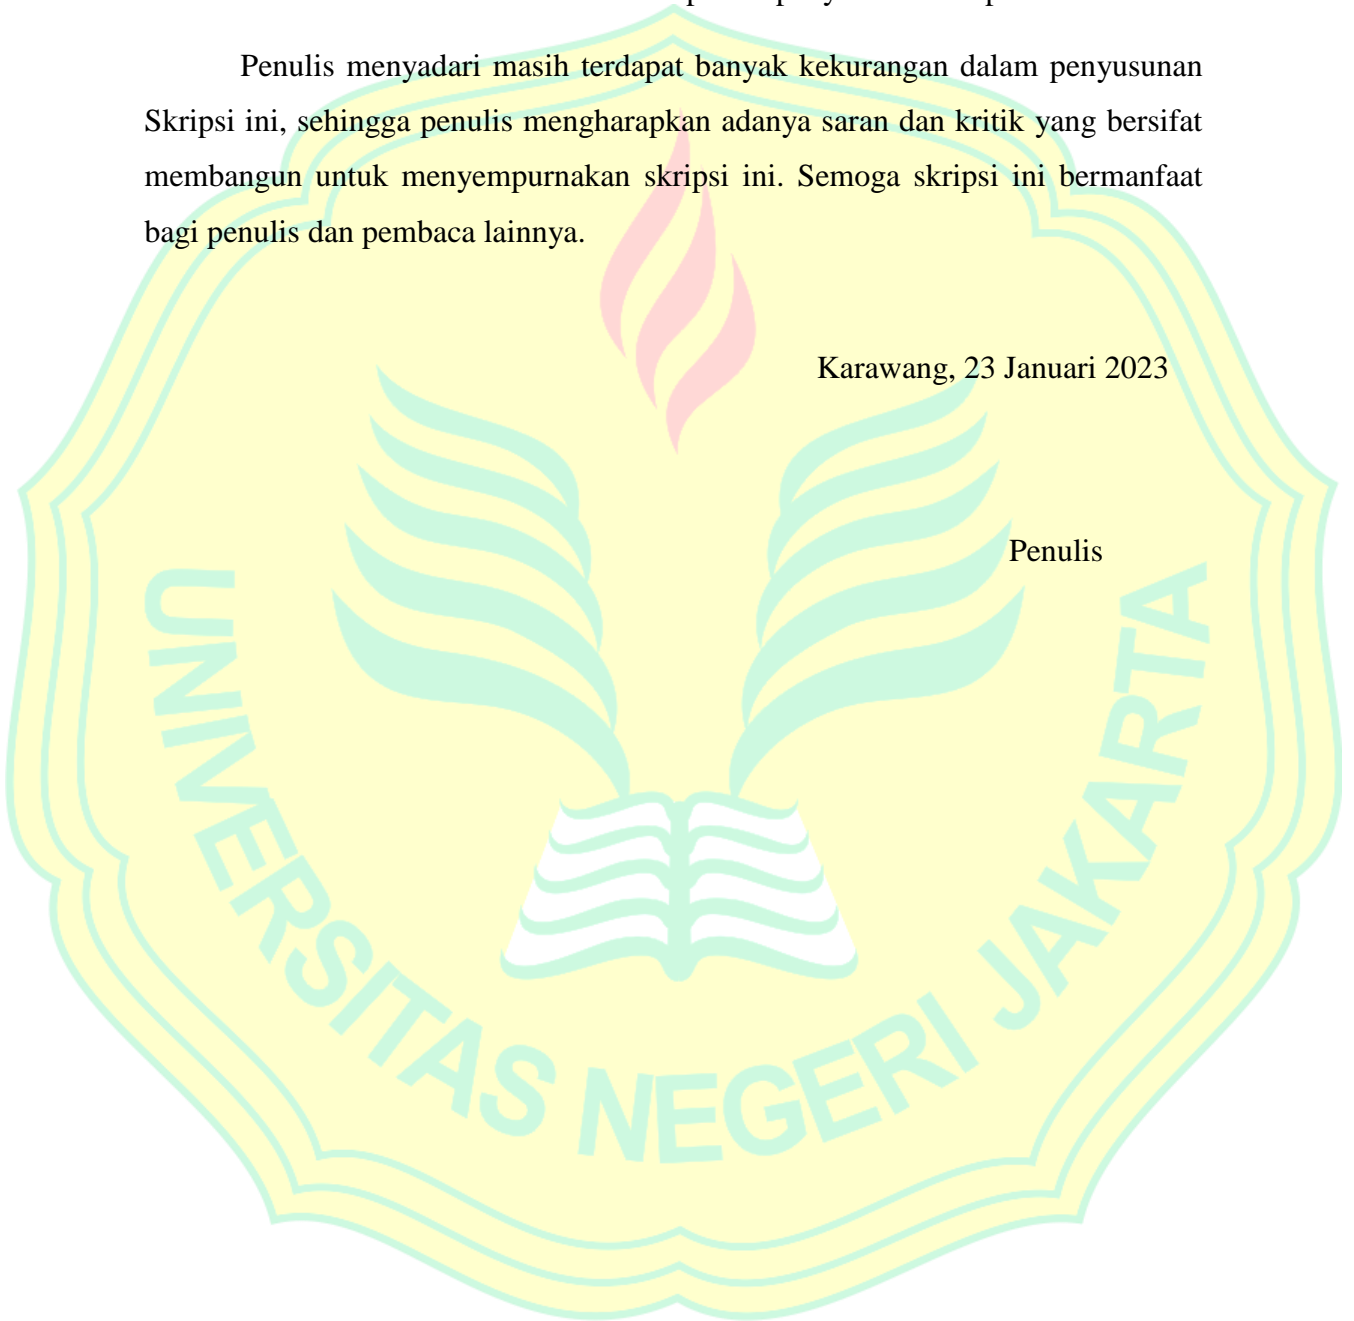 Penulis menyadari masih terdapat banyak kekurangan dalam penyusunan
Skripsi ini, sehingga penulis mengharapkan adanya saran dan kritik yang bersifat
membangun untuk menyempurnakan skripsi ini. Semoga skripsi ini bermanfaat
bagi penulis dan pembaca lainnya.
Karawang, 23 Januari 2023
Penulis
UNIVERSITAS NEGERI JAKARTA